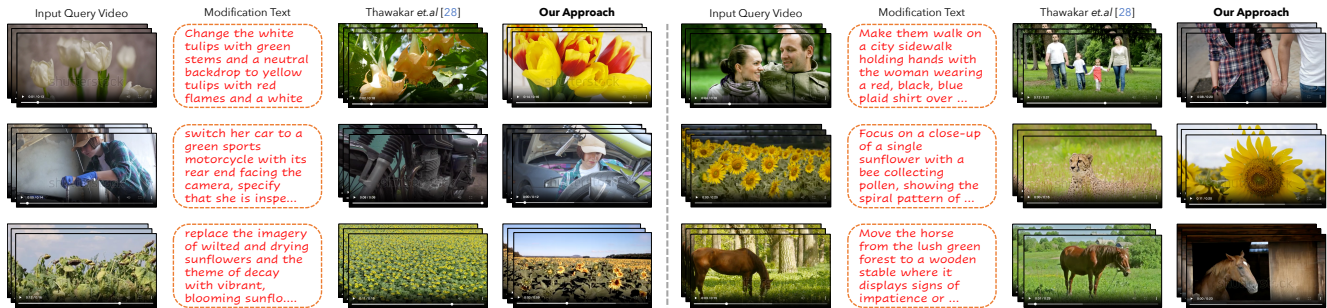 Input Query Video
Modification Text
Thawakar et.al [28]
Our Approach
Input Query Video
Modification Text
Thawakar et.al [28]
Our Approach
Change the white
tulips with green
stems and a neutral
backdrop to yellow
tulips with red
flames and a white
Make them walk on
a city sidewalk
holding hands with
the woman wearing
a red, black, blue
plaid shirt over ...
switch her car to a
green sports
motorcycle with its
rear end facing the
camera, specify
that she is inspe...
Focus on a close-up
of a single
sunflower with a
bee collecting
pollen, showing the
spiral pattern of ...
replace the imagery
of wilted and drying
sunflowers and the
theme of decay
with vibrant,
blooming sunflo....
Move the horse
from the lush green
forest to a wooden
stable where it
displays signs of
impatience or ...